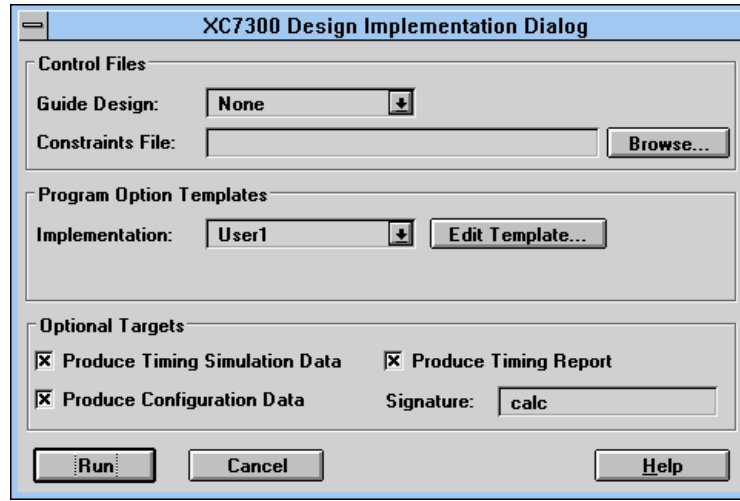 XC7300 Design Implementation Dialog
Control Files
Guide Design: None
Constraints File: Browse...
Program Option Templates
Implementation: User1 Edit Template...
Optional Targets
Produce Timing Simulation Data Produce Timing Report
Produce Configuration Data Signature: calc
Run Cancel Help